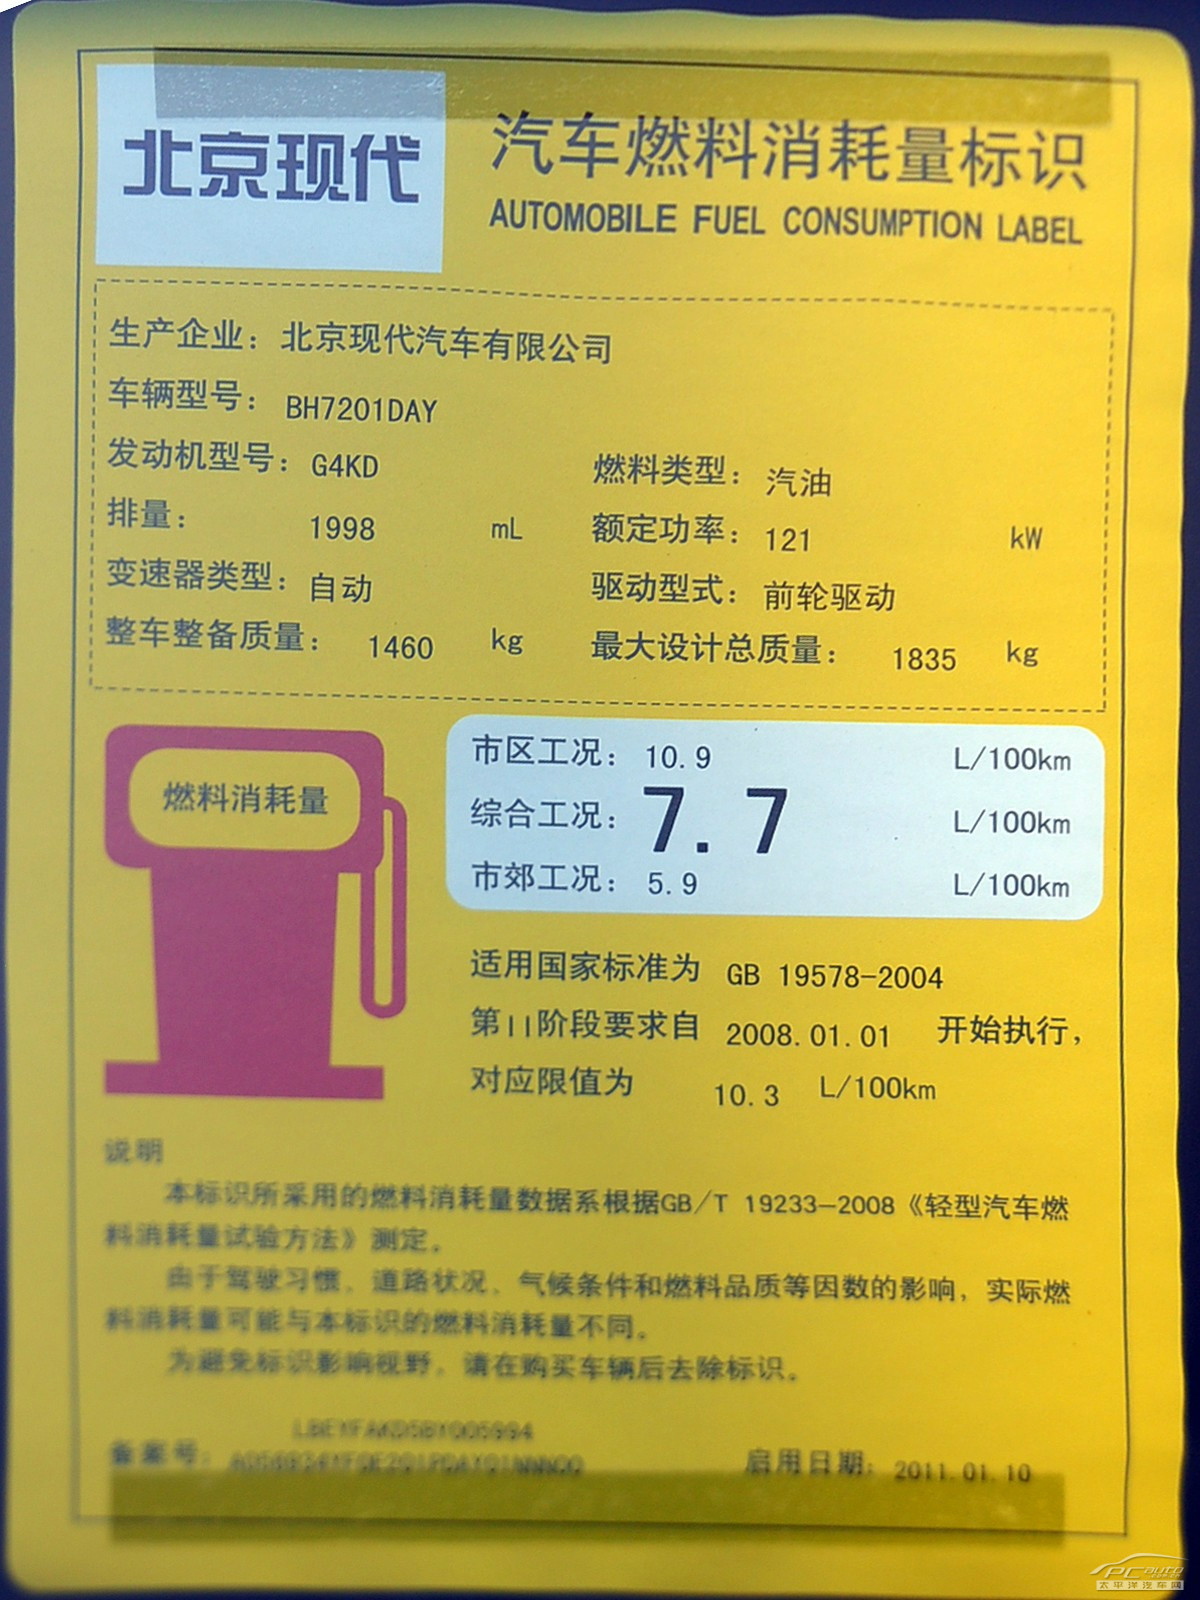 北京现代
汽车燃料消耗量标识
AUTOMOBILE FUEL CONSUMPTION LABEL
生产企业：北京现代汽车有限公司
车辆型号：BH7201DAY
发动机型号：G4KD 燃料类型：汽油
排量：1998 mL 额定功率：121 kW
变速器类型：自动 驱动型式：前轮驱动
整车整备质量：1460 kg 最大设计总质量：1835 kg
燃料消耗量
市区工况：10.9 L/100km
综合工况：7.7 L/100km
市郊工况：5.9 L/100km
适用国家标准为 GB 19578-2004
第II阶段要求自 2008.01.01 开始执行，
对应限值为 10.3 L/100km
说明
本标识所采用的燃料消耗量数据系根据GB/T 19233-2008《轻型汽车燃
料消耗量试验方法》测定。
由于驾驶习惯、道路状况、气候条件和燃料品质等因数的影响，实际燃
料消耗量可能与本标识的燃料消耗量不同。
为避免标识影响视野，请在购买车辆后去除标识。
备案号： 启用日期：2011.01.10
PCauto
太平洋汽车网